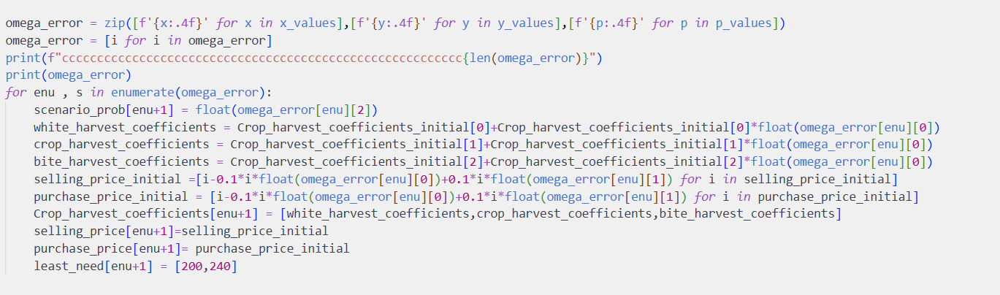 omega_error = zip([f'{x:.4f}' for x in x_values],[f'{y:.4f}' for y in y_values],[f'{p:.4f}' for p in p_values])
omega_error = [i for i in omega_error]
print(f"ccccccccccccccccccccccccccccccccccccccccccccccccccccccccc{len(omega_error)}")
print(omega_error)
for enu , s in enumerate(omega_error):
    scenario_prob[enu+1] = float(omega_error[enu][2])
    white_harvest_coefficients = Crop_harvest_coefficients_initial[0]+Crop_harvest_coefficients_initial[0]*float(omega_error[enu][0])
    crop_harvest_coefficients = Crop_harvest_coefficients_initial[1]+Crop_harvest_coefficients_initial[1]*float(omega_error[enu][0])
    bite_harvest_coefficients = Crop_harvest_coefficients_initial[2]+Crop_harvest_coefficients_initial[2]*float(omega_error[enu][0])
    selling_price_initial =[i-0.1*i*float(omega_error[enu][0])+0.1*i*float(omega_error[enu][1]) for i in selling_price_initial]
    purchase_price_initial = [i-0.1*i*float(omega_error[enu][0])+0.1*i*float(omega_error[enu][1]) for i in purchase_price_initial]
    Crop_harvest_coefficients[enu+1] = [white_harvest_coefficients,crop_harvest_coefficients,bite_harvest_coefficients]
    selling_price[enu+1]=selling_price_initial
    purchase_price[enu+1]= purchase_price_initial
    least_need[enu+1] = [200,240]